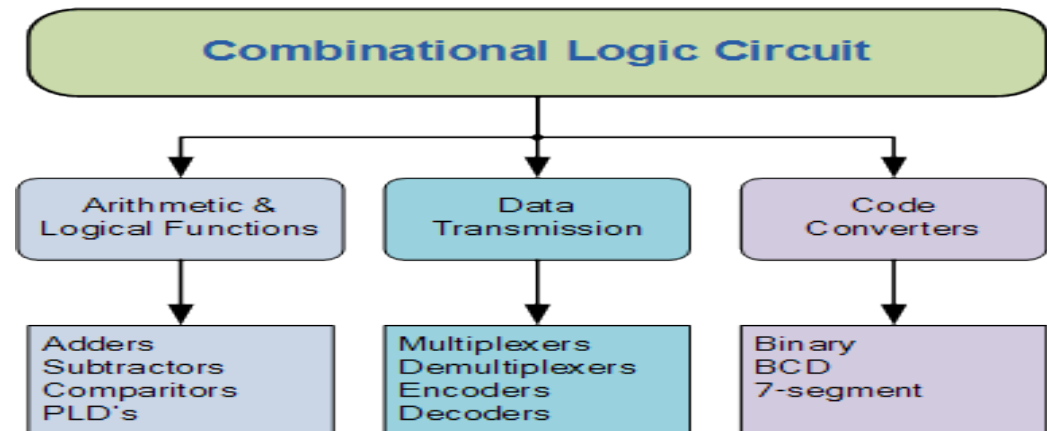 Combinational Logic Circuit
Arithmetic &
Logical Functions
Data
Transmission
Code
Converters
Adders
Subtractors
Comparitors
PLD's
Multiplexers
Demultiplexers
Encoders
Decoders
Binary
BCD
7-segment